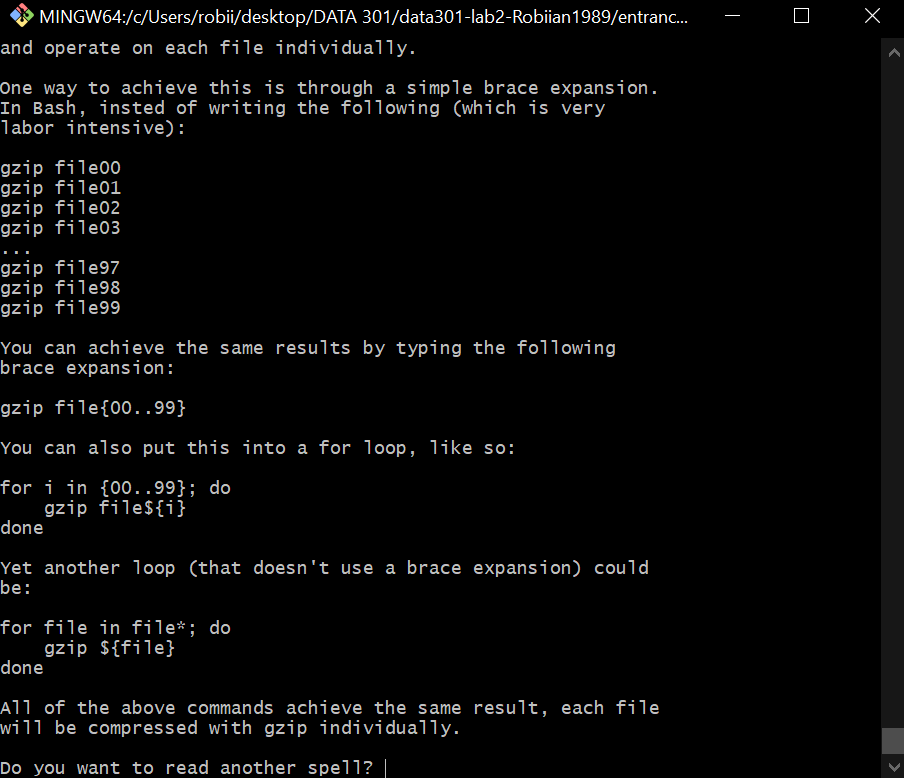 MINGW64:/c/Users/robii/desktop/DATA 301/data301-lab2-Robiian1989/entranc...
and operate on each file individually.
One way to achieve this is through a simple brace expansion.
In Bash, insted of writing the following (which is very
labor intensive):
gzip file00
gzip file01
gzip file02
gzip file03
...
gzip file97
gzip file98
gzip file99
You can achieve the same results by typing the following
brace expansion:
gzip file{00..99}
You can also put this into a for loop, like so:
for i in {00..99}; do
    gzip file${i}
done
Yet another loop (that doesn't use a brace expansion) could
be:
for file in file*; do
    gzip ${file}
done
All of the above commands achieve the same result, each file
will be compressed with gzip individually.
Do you want to read another spell?